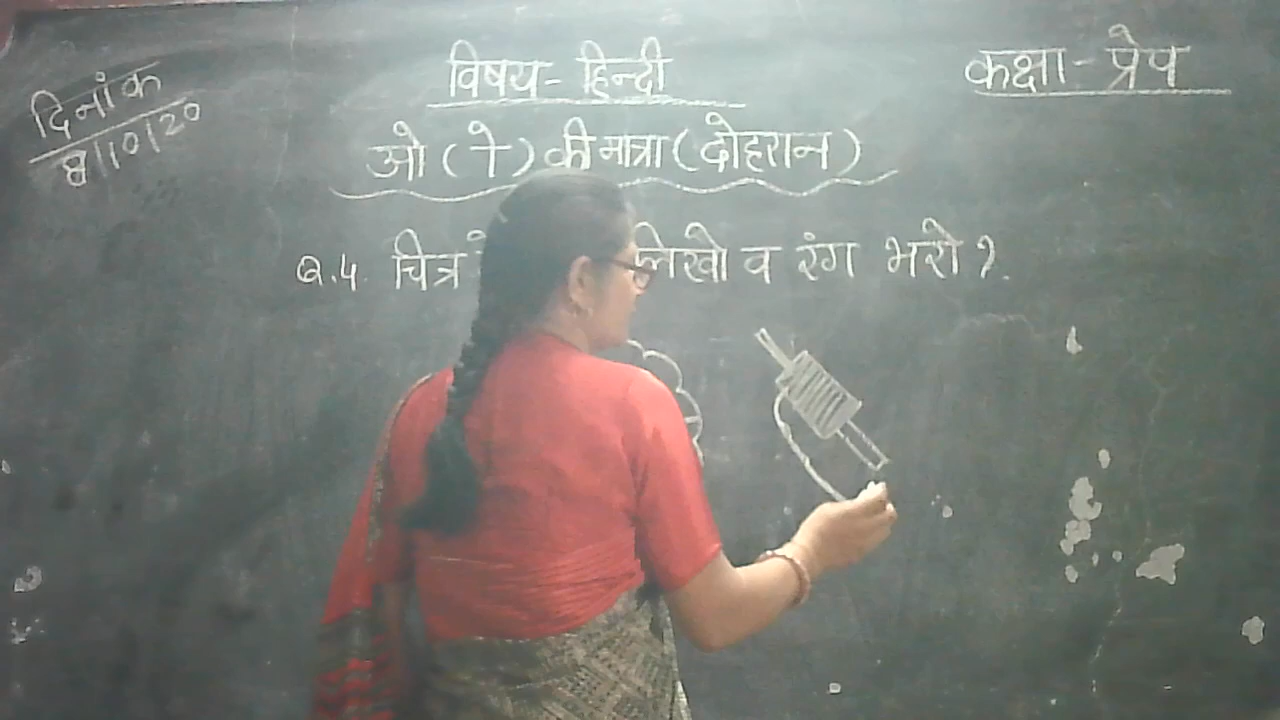 दिनांक
8/10/20
विषय - हिन्दी
कक्षा - प्रेप
ओ ( ो ) की मात्रा ( दोहरान )
Q.4. चित्र लिखो व रंग भरो ?.